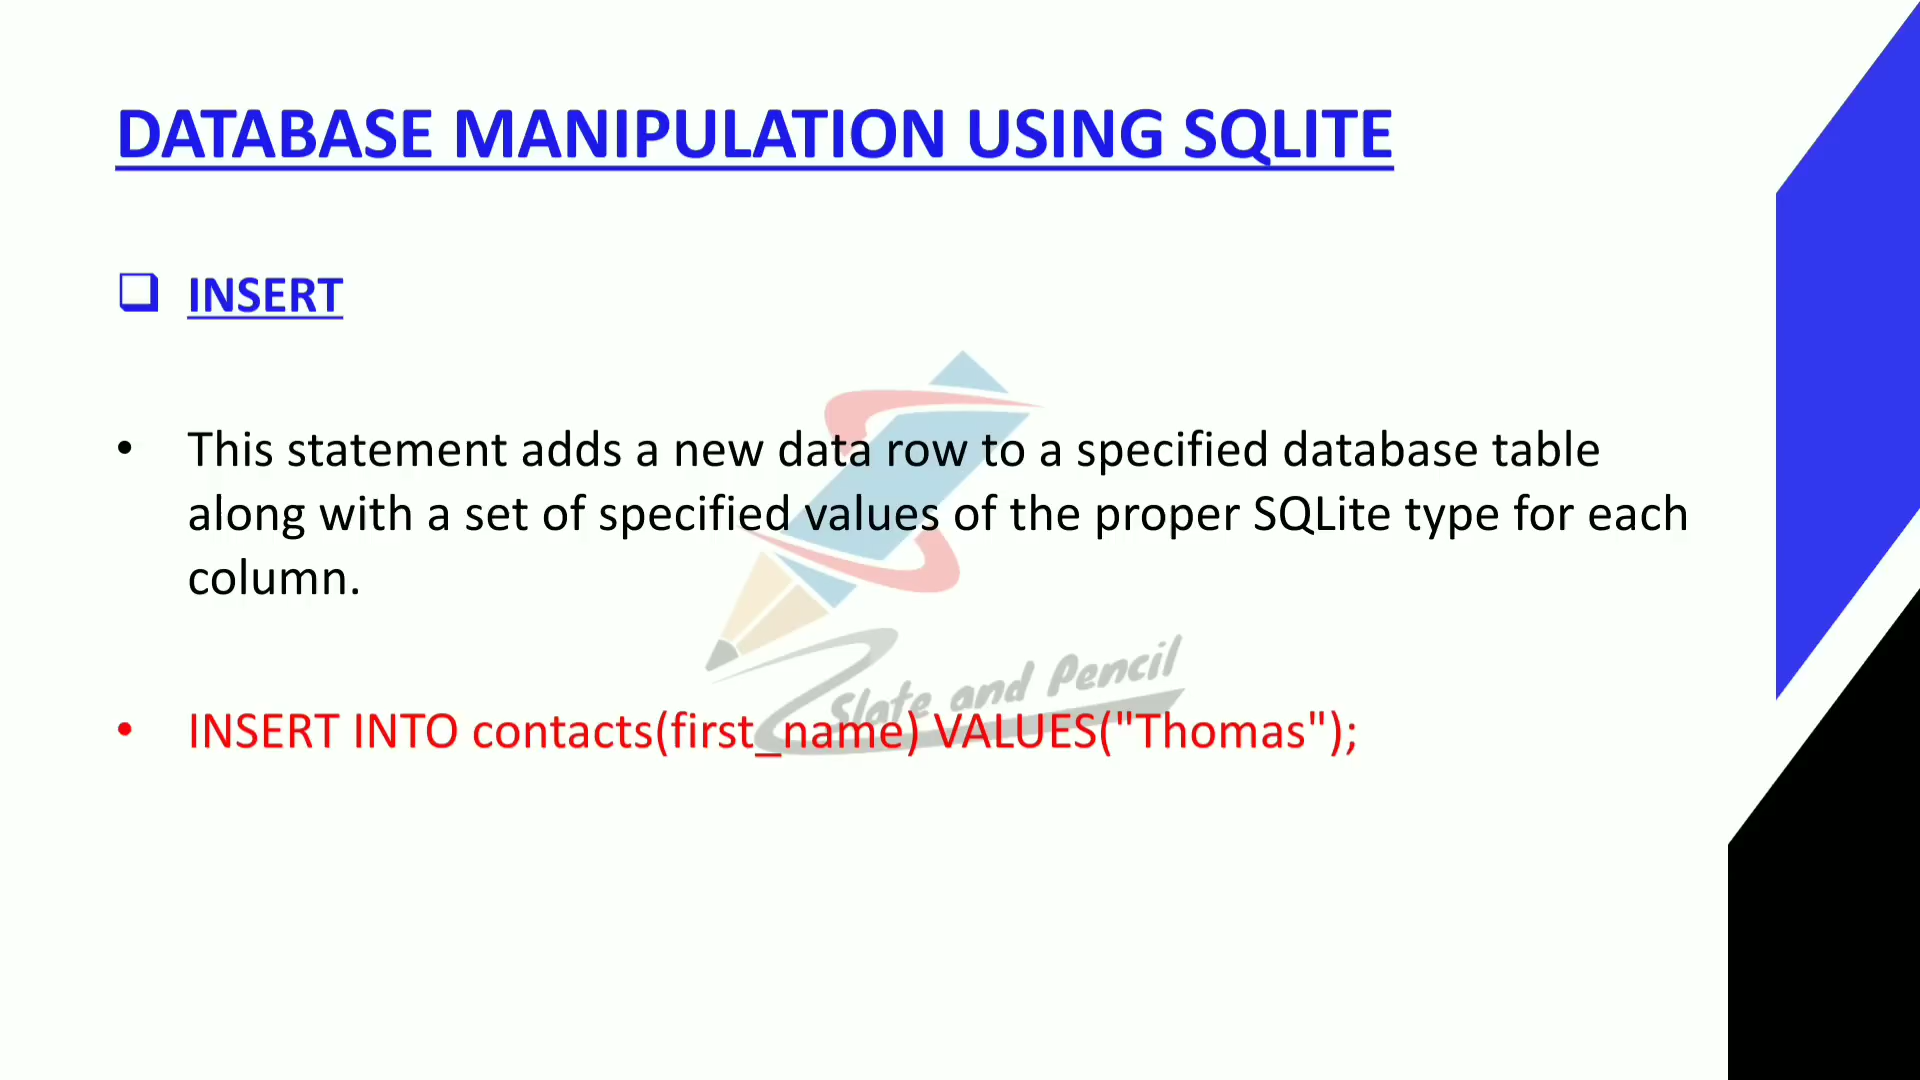 DATABASE MANIPULATION USING SQLITE
INSERT
• This statement adds a new data row to a specified database table
along with a set of specified values of the proper SQLite type for each
column.
Slate and Pencil
• INSERT INTO contacts(first_name) VALUES("Thomas");